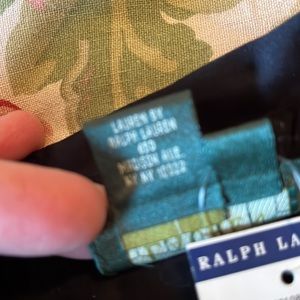 LAUREN BY
RALPH LAUREN
650
MADISON AVE
NY NY 10022
RALPH LA